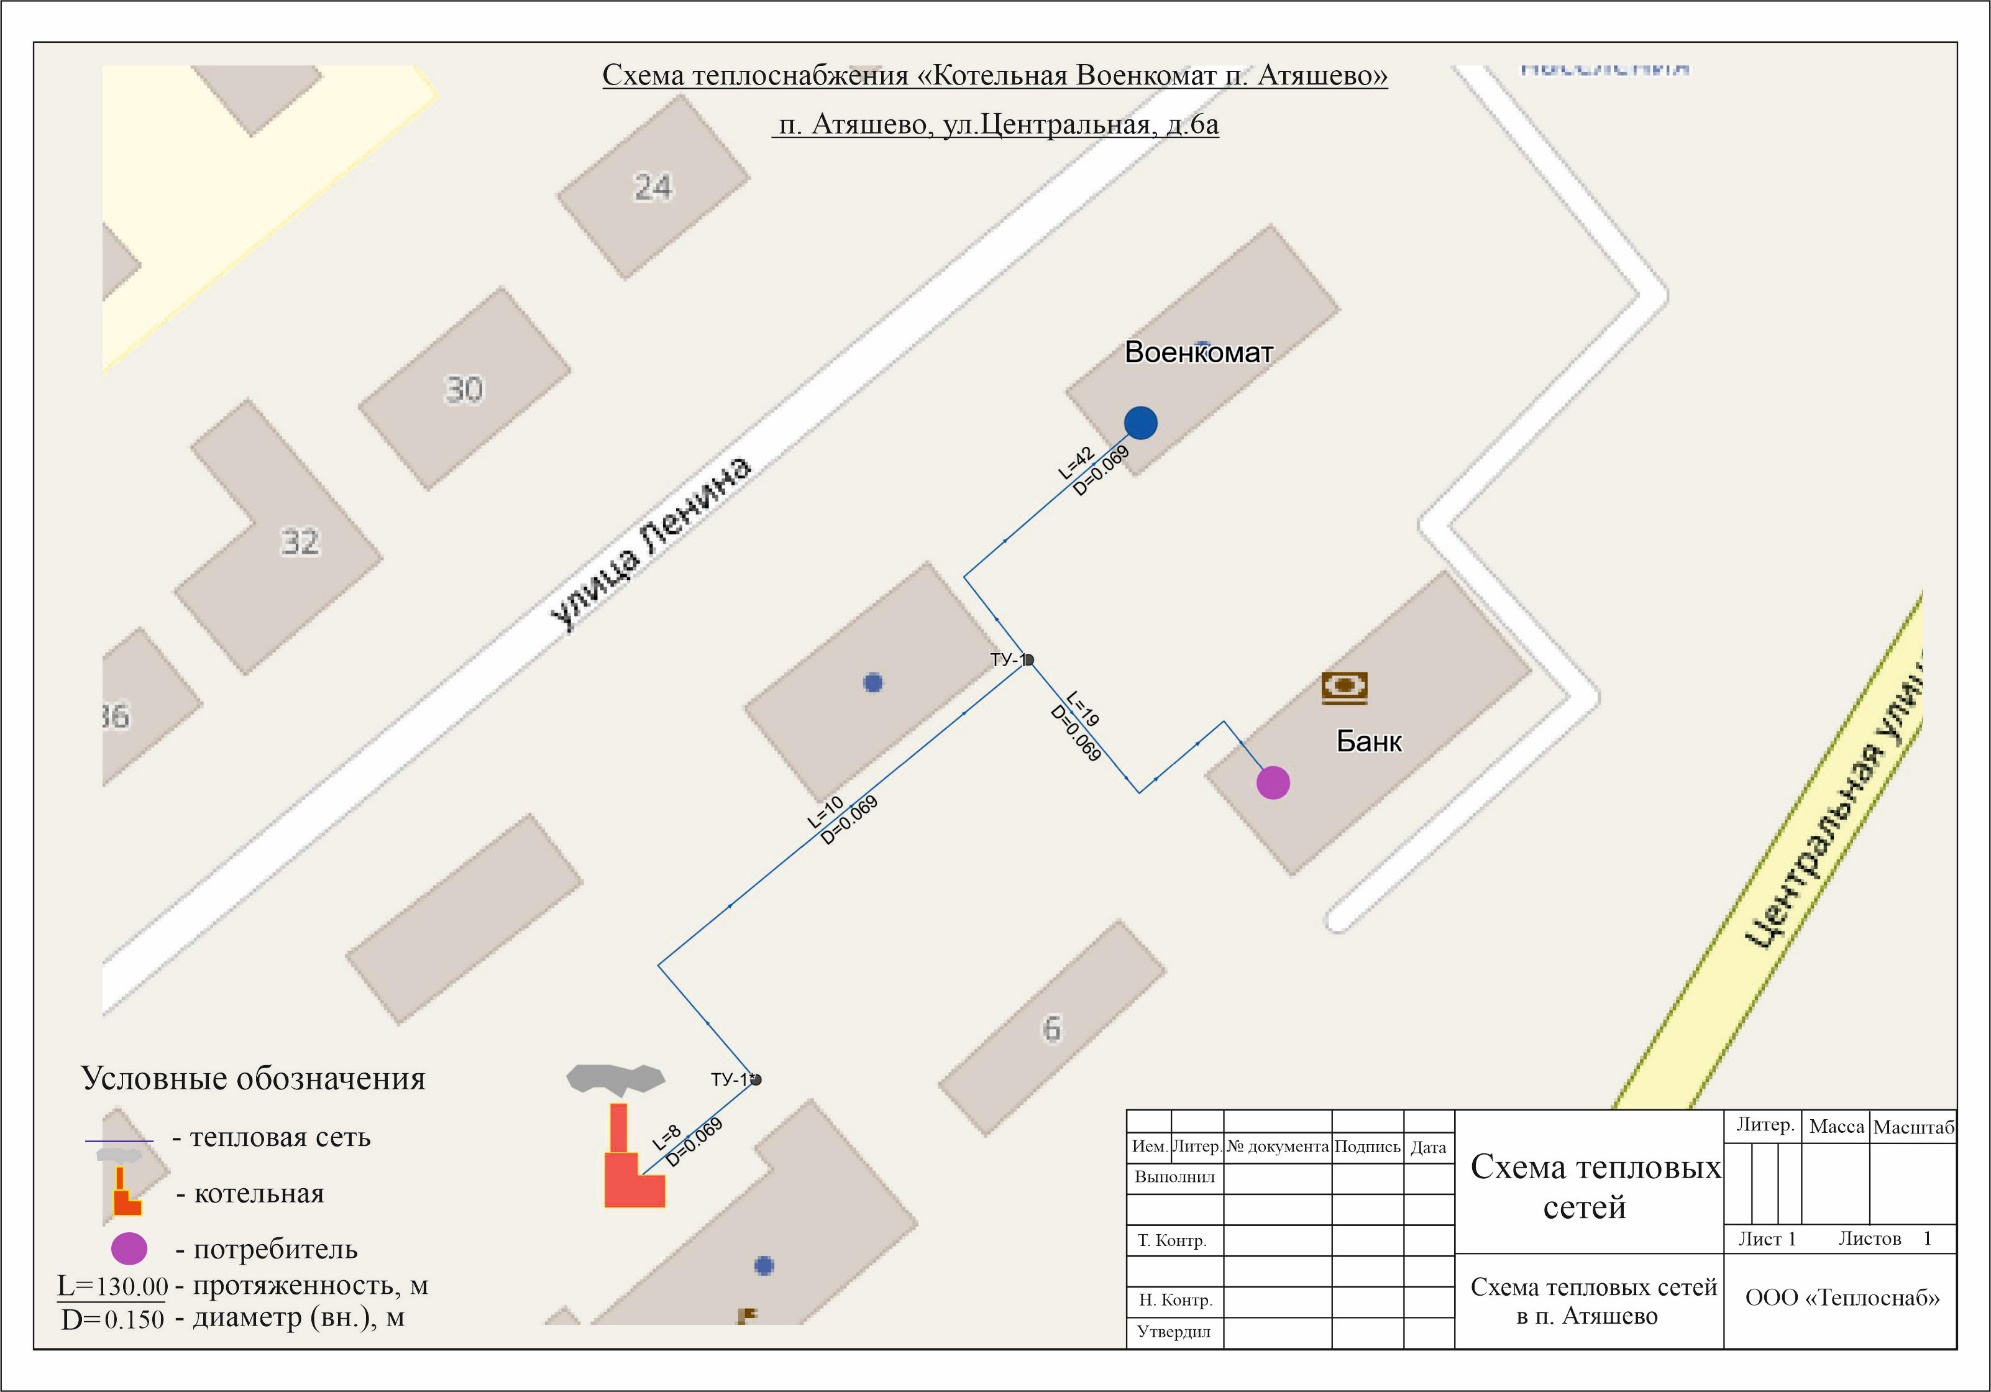 Схема теплоснабжения «Котельная Военкомат п. Атяшево»
п. Атяшево, ул.Центральная, д.6а
24
30
32
36
улица Ленина
Военкомат
L=42
D=0.069
ТУ-1
L=19
D=0.069
Банк
L=10
D=0.069
Центральная улиц
6
ТУ-1*
L=8
D=0.069
Условные обозначения
- тепловая сеть
- котельная
- потребитель
L=130.00 - протяженность, м
D=0.150 - диаметр (вн.), м
Ием. Литер. № документа Подпись Дата
Выполнил
Т. Контр.
Н. Контр.
Утвердил
Схема тепловых
сетей
Литер. Масса Масштаб
Лист 1 Листов 1
Схема тепловых сетей
в п. Атяшево
ООО «Теплоснаб»